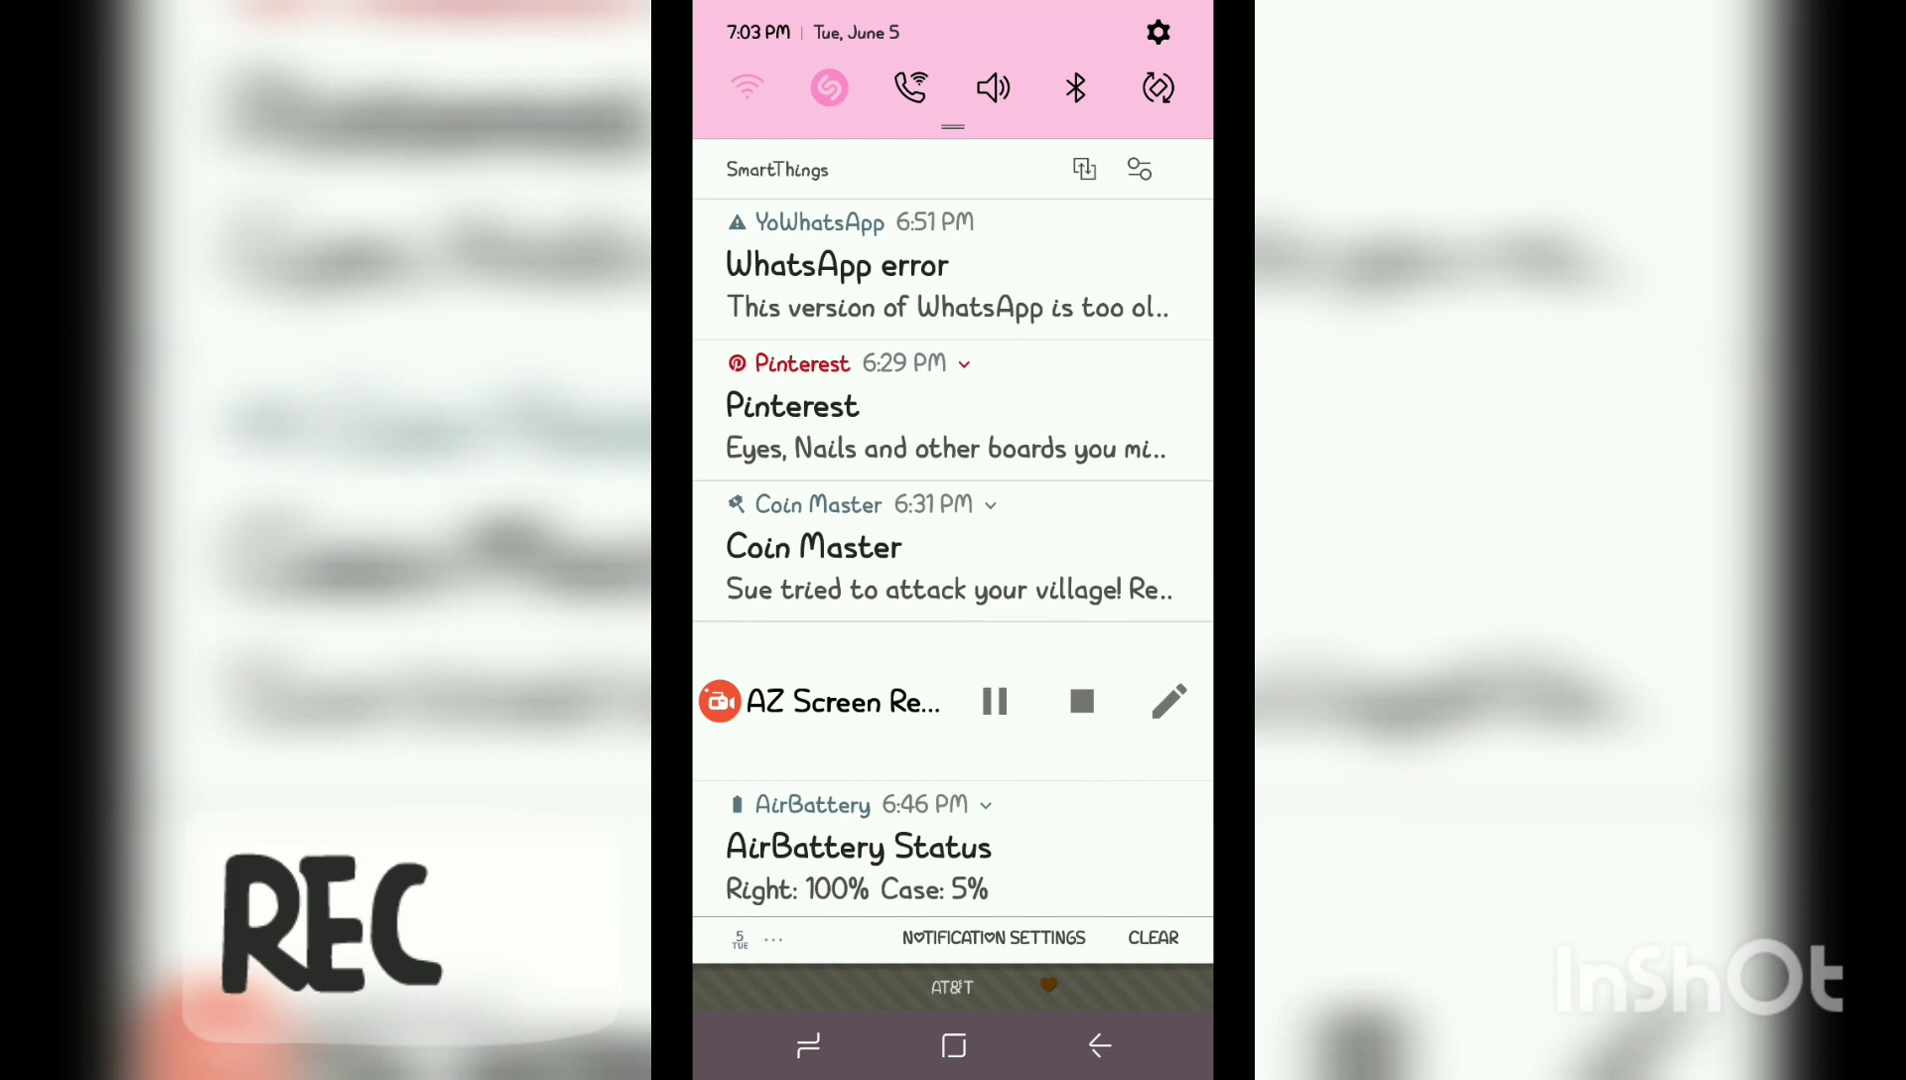 7:03 PM | Tue, June 5
SmartThings
YoWhatsApp 6:51 PM
WhatsApp error
This version of WhatsApp is too ol..
Pinterest 6:29 PM
Pinterest
Eyes, Nails and other boards you mi..
Coin Master 6:31 PM
Coin Master
Sue tried to attack your village! Re..
AZ Screen Re...
AirBattery 6:46 PM
AirBattery Status
Right: 100% Case: 5%
5
TUE
... N♡TIFICATI♡N SETTINGS CLEAR
AT&T
REC
InShOt